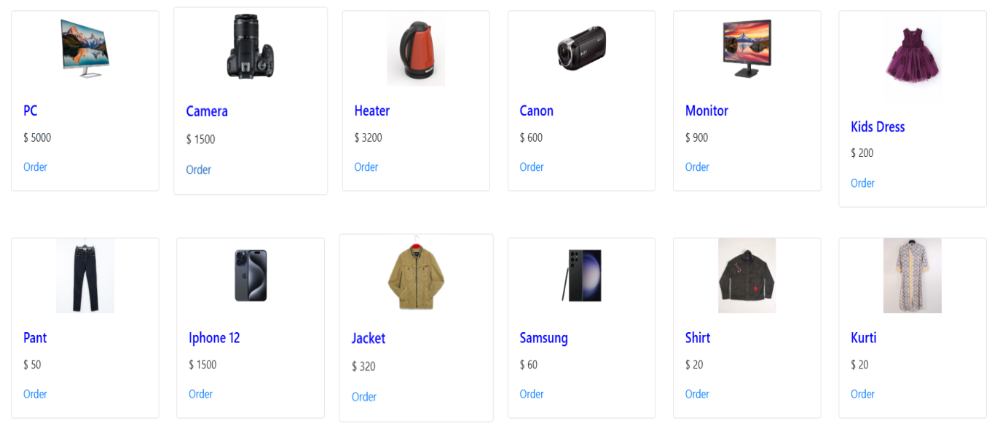 PC
$ 5000
Order
Camera
$ 1500
Order
Heater
$ 3200
Order
Canon
$ 600
Order
Monitor
$ 900
Order
Kids Dress
$ 200
Order
Pant
$ 50
Order
Iphone 12
$ 1500
Order
Jacket
$ 320
Order
Samsung
$ 60
Order
Shirt
$ 20
Order
Kurti
$ 20
Order